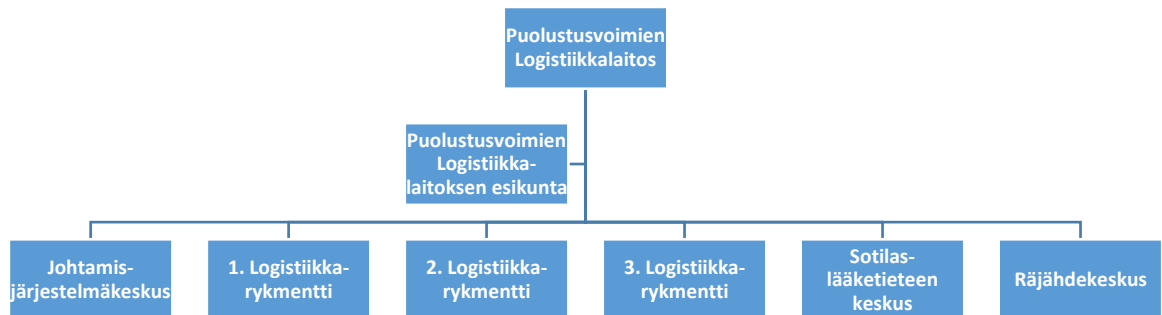 Puolustusvoimien
Logistiikkalaitos
Puolustusvoimien
Logistiikka-
laitoksen esikunta
Johtamis-
järjestelmäkeskus
1. Logistiikka-
rykmentti
2. Logistiikka-
rykmentti
3. Logistiikka-
rykmentti
Sotilas-
lääketieteen
keskus
Räjähdekeskus